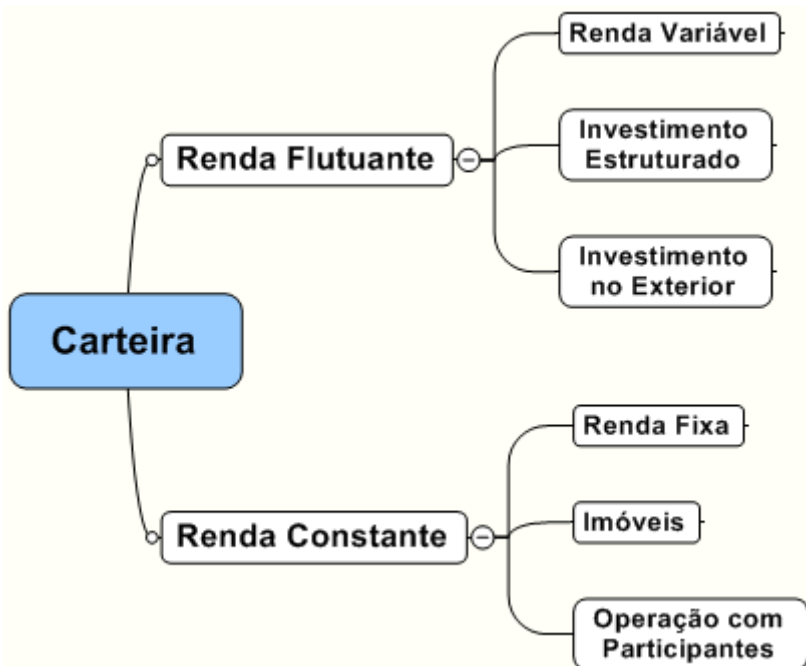 Carteira
Renda Flutuante
Renda Variável
Investimento
Estruturado
Investimento
no Exterior
Renda Constante
Renda Fixa
Imóveis
Operação com
Participantes